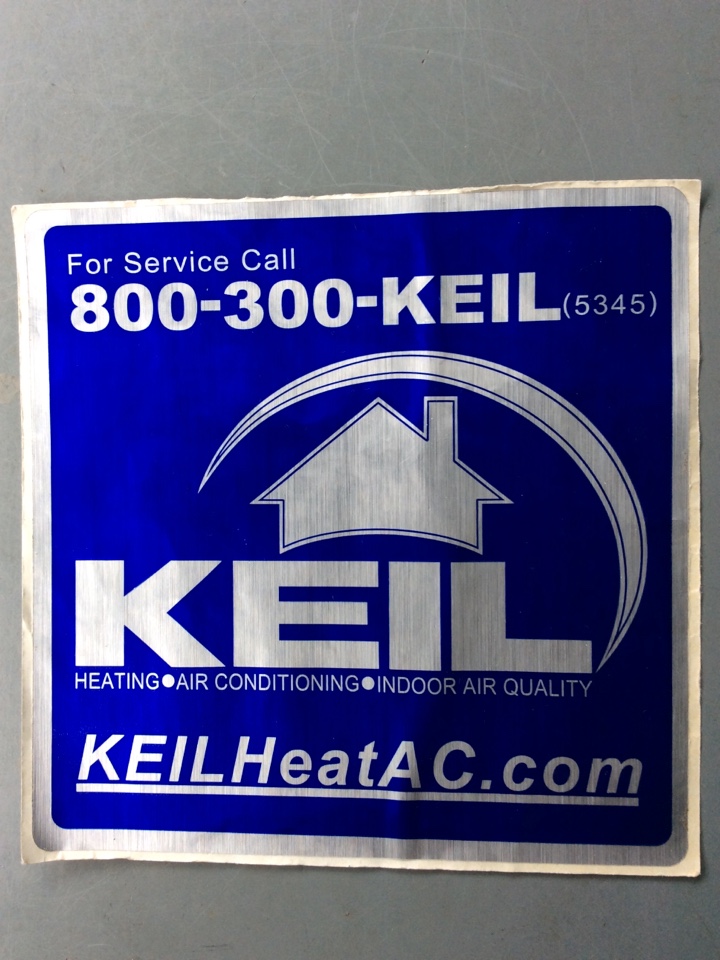 For Service Call
800-300-KEIL(5345)
KEIL
HEATING●AIR CONDITIONING●INDOOR AIR QUALITY
KEILHeatAC.com